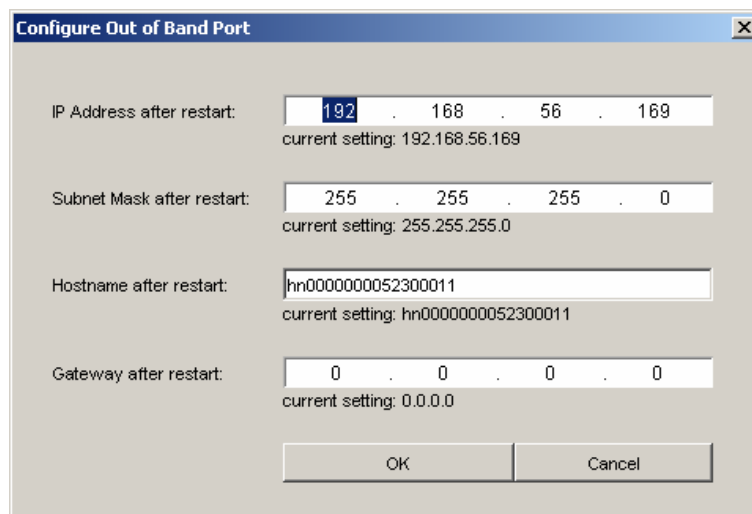 Configure Out of Band Port
IP Address after restart: 192 . 168 . 56 . 169
current setting: 192.168.56.169
Subnet Mask after restart: 255 . 255 . 255 . 0
current setting: 255.255.255.0
Hostname after restart: hn0000000052300011
current setting: hn0000000052300011
Gateway after restart: 0 . 0 . 0 . 0
current setting: 0.0.0.0
OK Cancel